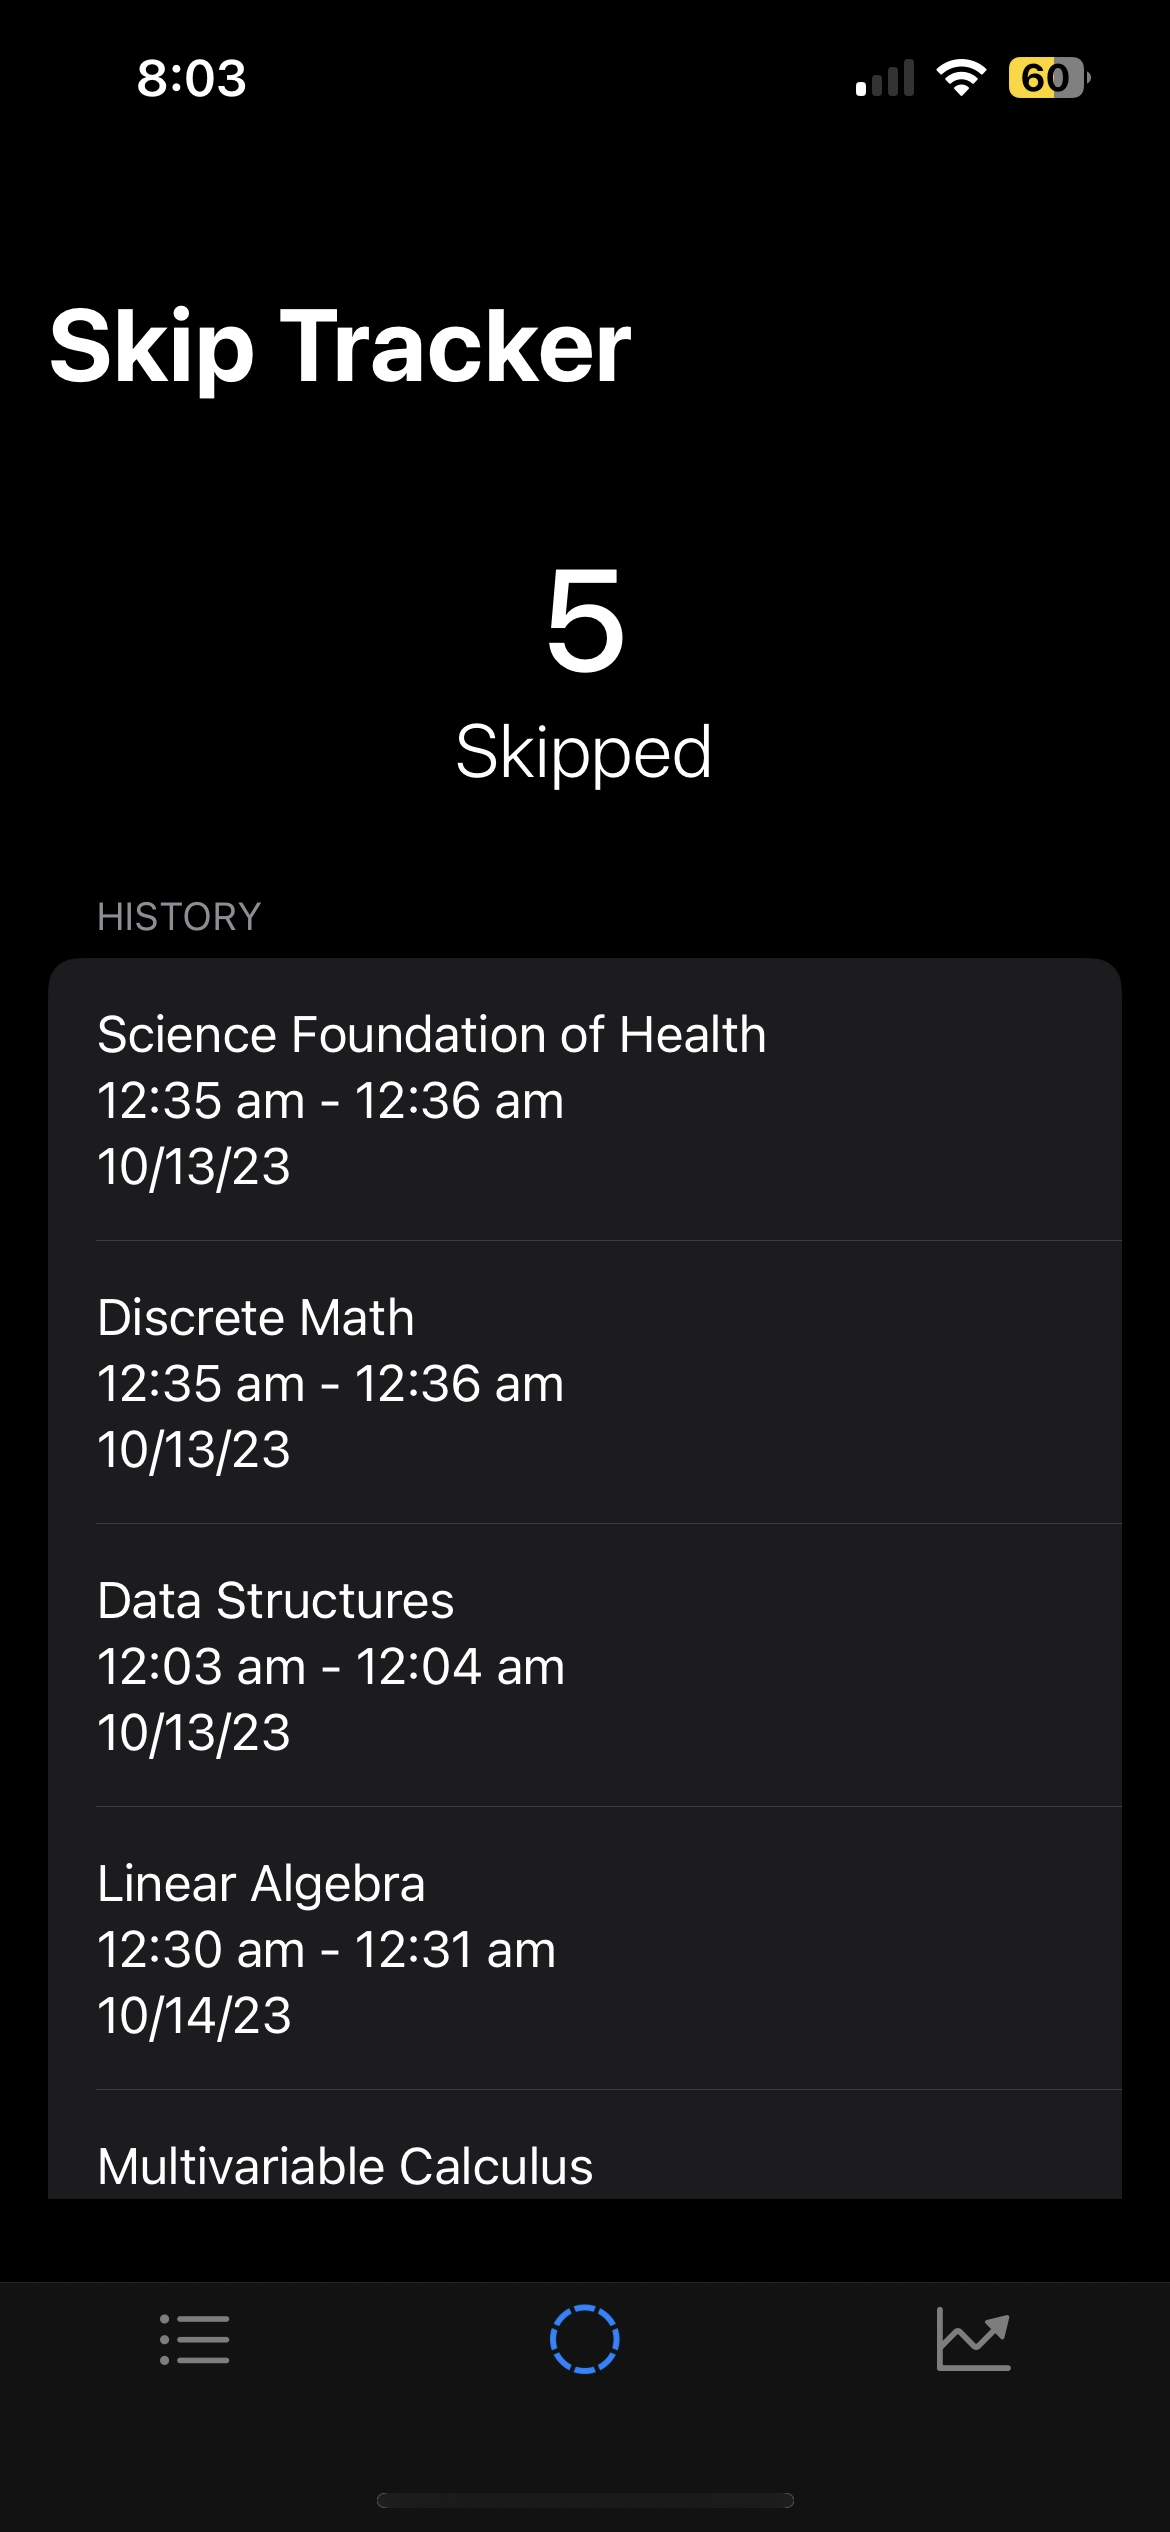 8:03
60
Skip Tracker
5
Skipped
HISTORY
Science Foundation of Health
12:35 am - 12:36 am
10/13/23
Discrete Math
12:35 am - 12:36 am
10/13/23
Data Structures
12:03 am - 12:04 am
10/13/23
Linear Algebra
12:30 am - 12:31 am
10/14/23
Multivariable Calculus